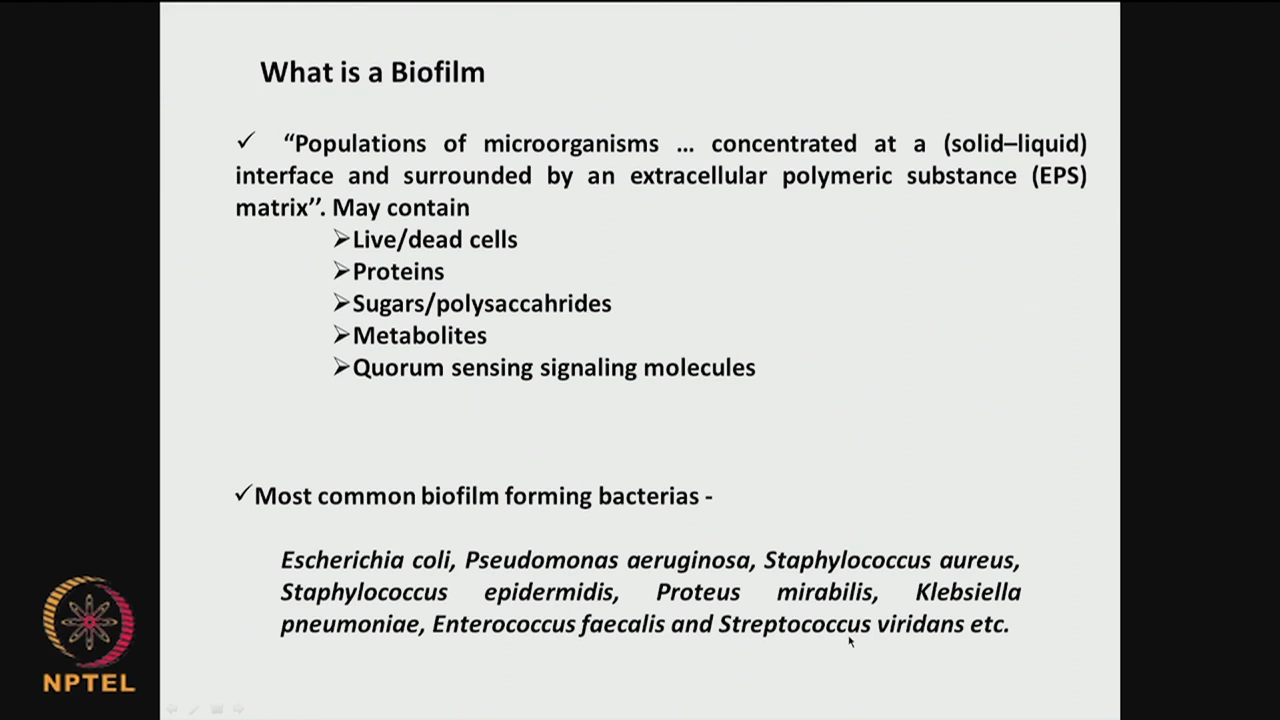 What is a Biofilm
✓ “Populations of microorganisms ... concentrated at a (solid–liquid)
interface and surrounded by an extracellular polymeric substance (EPS)
matrix’’. May contain
➢Live/dead cells
➢Proteins
➢Sugars/polysaccahrides
➢Metabolites
➢Quorum sensing signaling molecules
✓Most common biofilm forming bacterias -
Escherichia coli, Pseudomonas aeruginosa, Staphylococcus aureus,
Staphylococcus epidermidis, Proteus mirabilis, Klebsiella
pneumoniae, Enterococcus faecalis and Streptococcus viridans etc.
NPTEL